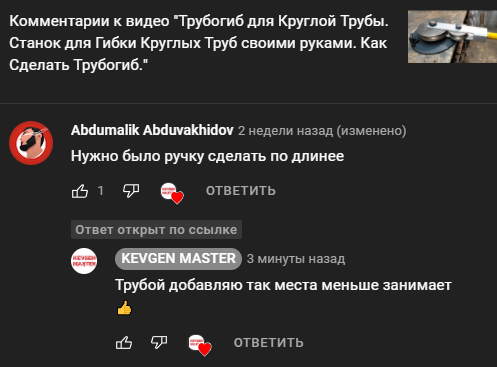 Комментарии к видео "Трубогиб для Круглой Трубы.
Станок для Гибки Круглых Труб своими руками. Как
Сделать Трубогиб."
Abdumalik Abduvakhidov 2 недели назад (изменено)
Нужно было ручку сделать по длинее
1 ОТВЕТИТЬ
Ответ открыт по ссылке
KEVGEN MASTER KEVGEN MASTER 3 минуты назад
Трубой добавляю так места меньше занимает
ОТВЕТИТЬ